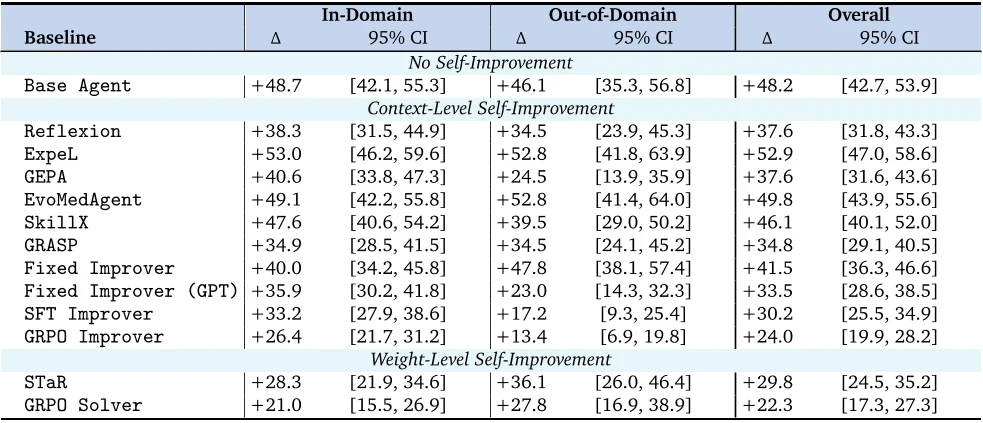 In-Domain Out-of-Domain Overall
Baseline Δ 95% CI Δ 95% CI Δ 95% CI
No Self-Improvement
Base Agent +48.7 [42.1, 55.3] +46.1 [35.3, 56.8] +48.2 [42.7, 53.9]
Context-Level Self-Improvement
Reflexion +38.3 [31.5, 44.9] +34.5 [23.9, 45.3] +37.6 [31.8, 43.3]
ExpeL +53.0 [46.2, 59.6] +52.8 [41.8, 63.9] +52.9 [47.0, 58.6]
GEPA +40.6 [33.8, 47.3] +24.5 [13.9, 35.9] +37.6 [31.6, 43.6]
EvoMedAgent +49.1 [42.2, 55.8] +52.8 [41.4, 64.0] +49.8 [43.9, 55.6]
SkillX +47.6 [40.6, 54.2] +39.5 [29.0, 50.2] +46.1 [40.1, 52.0]
GRASP +34.9 [28.5, 41.5] +34.5 [24.1, 45.2] +34.8 [29.1, 40.5]
Fixed Improver +40.0 [34.2, 45.8] +47.8 [38.1, 57.4] +41.5 [36.3, 46.6]
Fixed Improver (GPT) +35.9 [30.2, 41.8] +23.0 [14.3, 32.3] +33.5 [28.6, 38.5]
SFT Improver +33.2 [27.9, 38.6] +17.2 [9.3, 25.4] +30.2 [25.5, 34.9]
GRPO Improver +26.4 [21.7, 31.2] +13.4 [6.9, 19.8] +24.0 [19.9, 28.2]
Weight-Level Self-Improvement
STaR +28.3 [21.9, 34.6] +36.1 [26.0, 46.4] +29.8 [24.5, 35.2]
GRPO Solver +21.0 [15.5, 26.9] +27.8 [16.9, 38.9] +22.3 [17.3, 27.3]